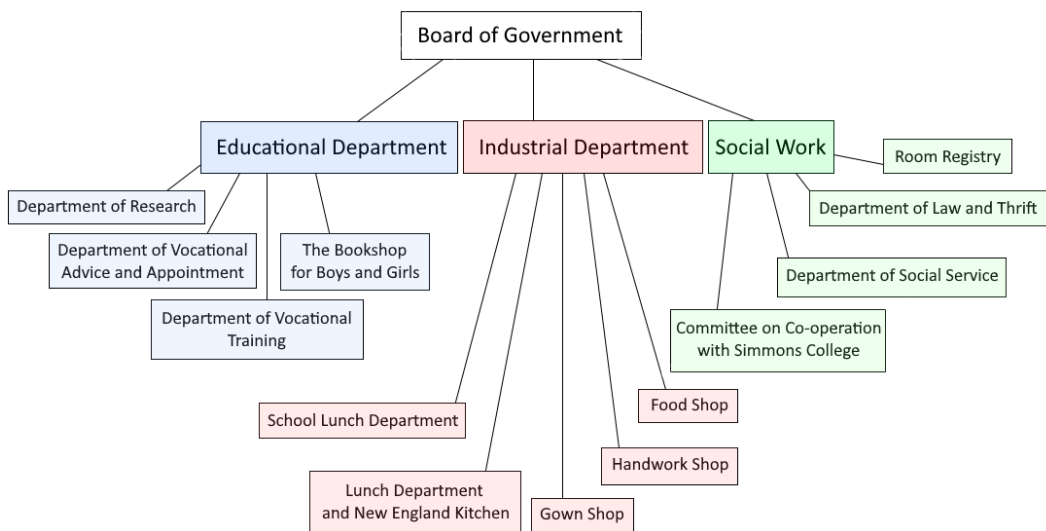 Board of Government
Educational Department
Industrial Department
Social Work
Room Registry
Department of Research
Department of Law and Thrift
Department of Vocational
Advice and Appointment
The Bookshop
for Boys and Girls
Department of Social Service
Department of Vocational
Training
Committee on Co-operation
with Simmons College
School Lunch Department
Food Shop
Handwork Shop
Lunch Department
and New England Kitchen
Gown Shop